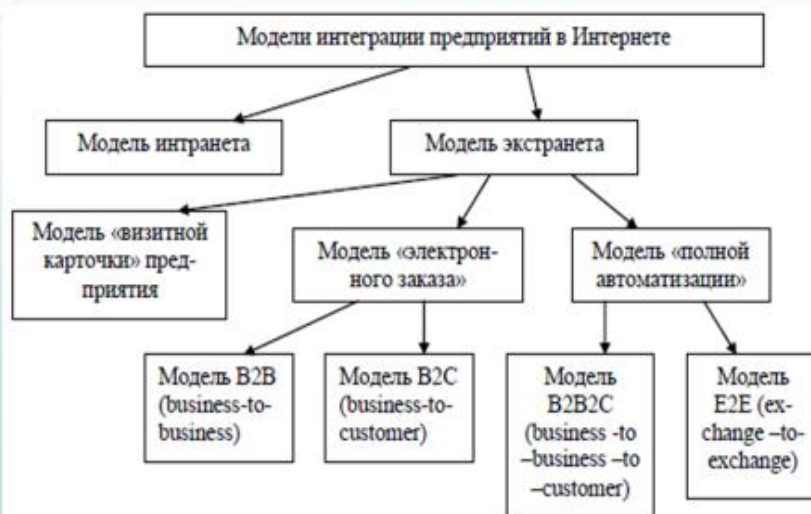 Модели интеграции предприятий в Интернете
Модель интранета
Модель экстранета
Модель «визитной
карточки» пред-
приятия
Модель «электрон-
ного заказа»
Модель «полной
автоматизации»
Модель B2B
(business-to-
business)
Модель B2C
(business-to-
customer)
Модель
B2B2C
(business -to
–business –to
–customer)
Модель
E2E (ex-
change –to-
exchange)